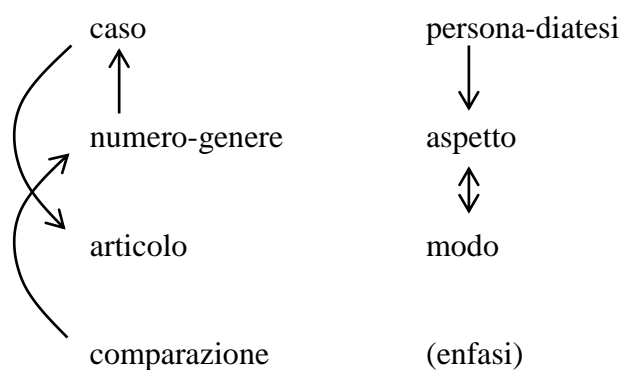 caso persona-diatesi
numero-genere aspetto
articolo modo
comparazione (enfasi)